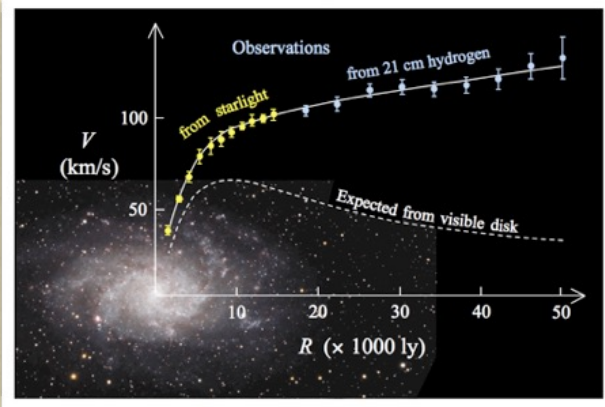 Observations
from 21 cm hydrogen
from starlight
100
V
(km/s)
50
Expected from visible disk
10 20 30 40 50
R (× 1000 ly)